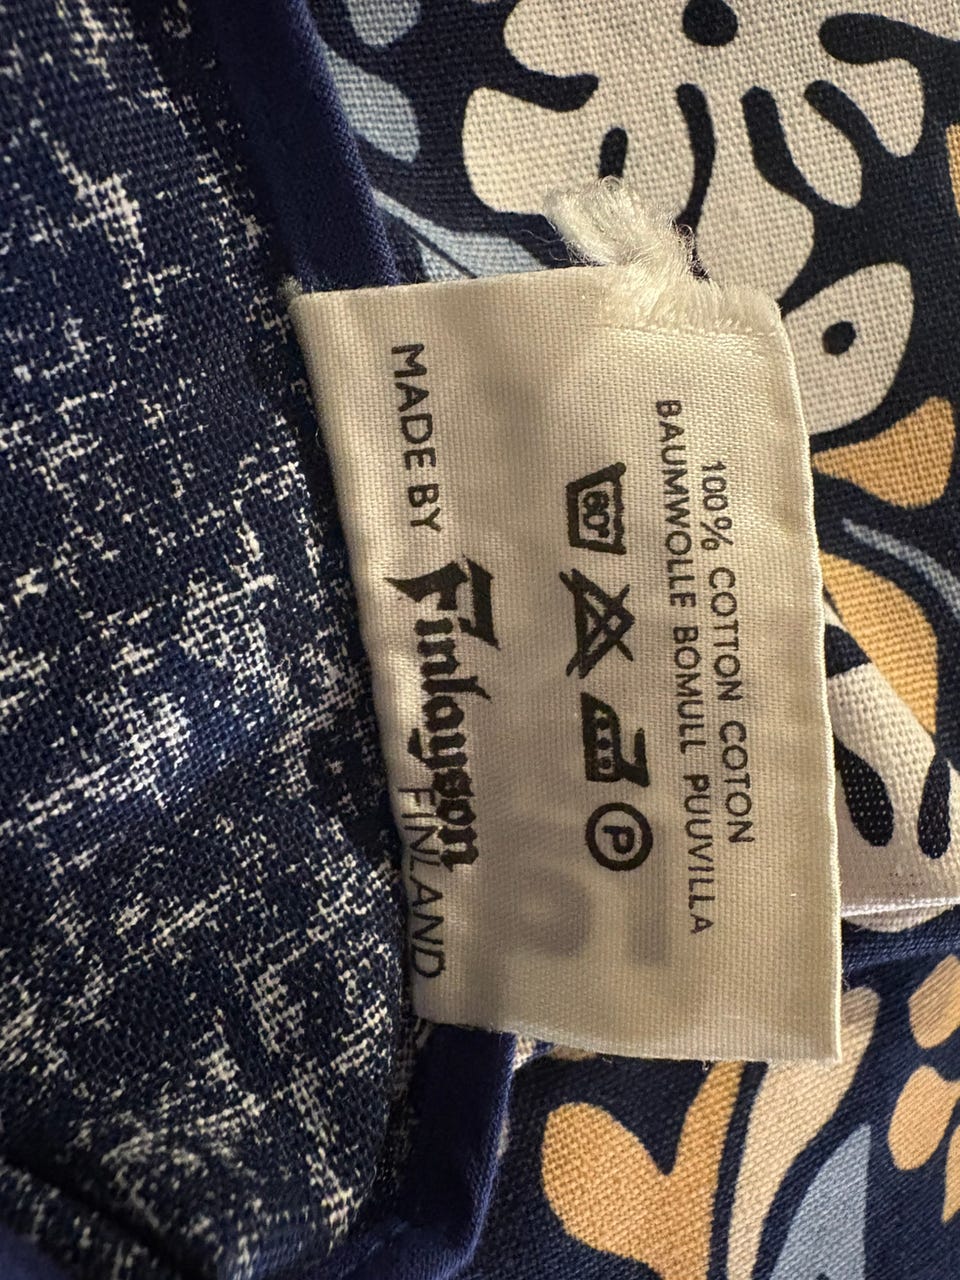 100% COTTON COTON
BAUMWOLLE BOMULL PUUVILLA
60° P
MADE BY Finlayson
FINLAND